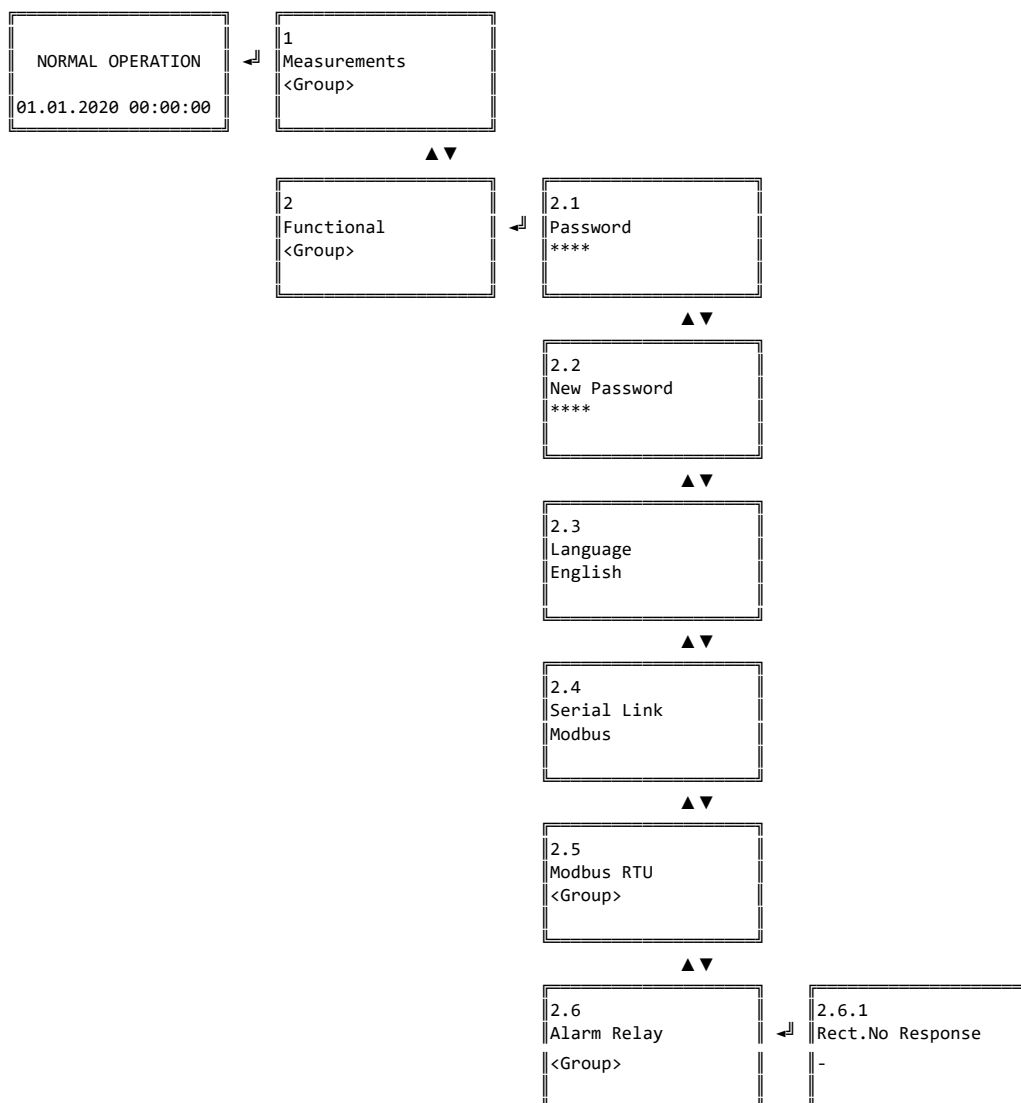 NORMAL OPERATION
01.01.2020 00:00:00
1
Measurements
<Group>
2
Functional
<Group>
2.1
Password
****
2.2
New Password
****
2.3
Language
English
2.4
Serial Link
Modbus
2.5
Modbus RTU
<Group>
2.6
Alarm Relay
<Group>
2.6.1
Rect.No Response
-